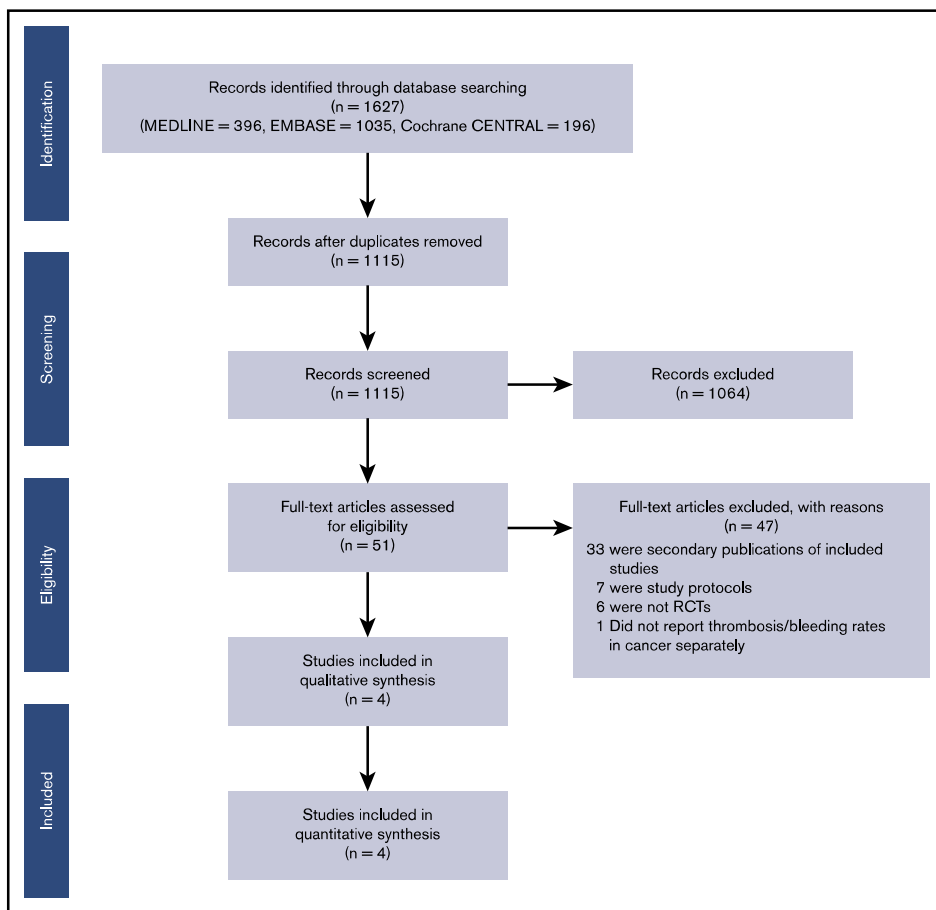 Identification
Records identified through database searching
(n = 1627)
(MEDLINE = 396, EMBASE = 1035, Cochrane CENTRAL = 196)
Records after duplicates removed
(n = 1115)
Screening
Records screened
(n = 1115)
Records excluded
(n = 1064)
Eligibility
Full-text articles assessed
for eligibility
(n = 51)
Full-text articles excluded, with reasons
(n = 47)
33 were secondary publications of included
studies
7 were study protocols
6 were not RCTs
1 Did not report thrombosis/bleeding rates
in cancer separately
Studies included in
qualitative synthesis
(n = 4)
Included
Studies included in
quantitative synthesis
(n = 4)